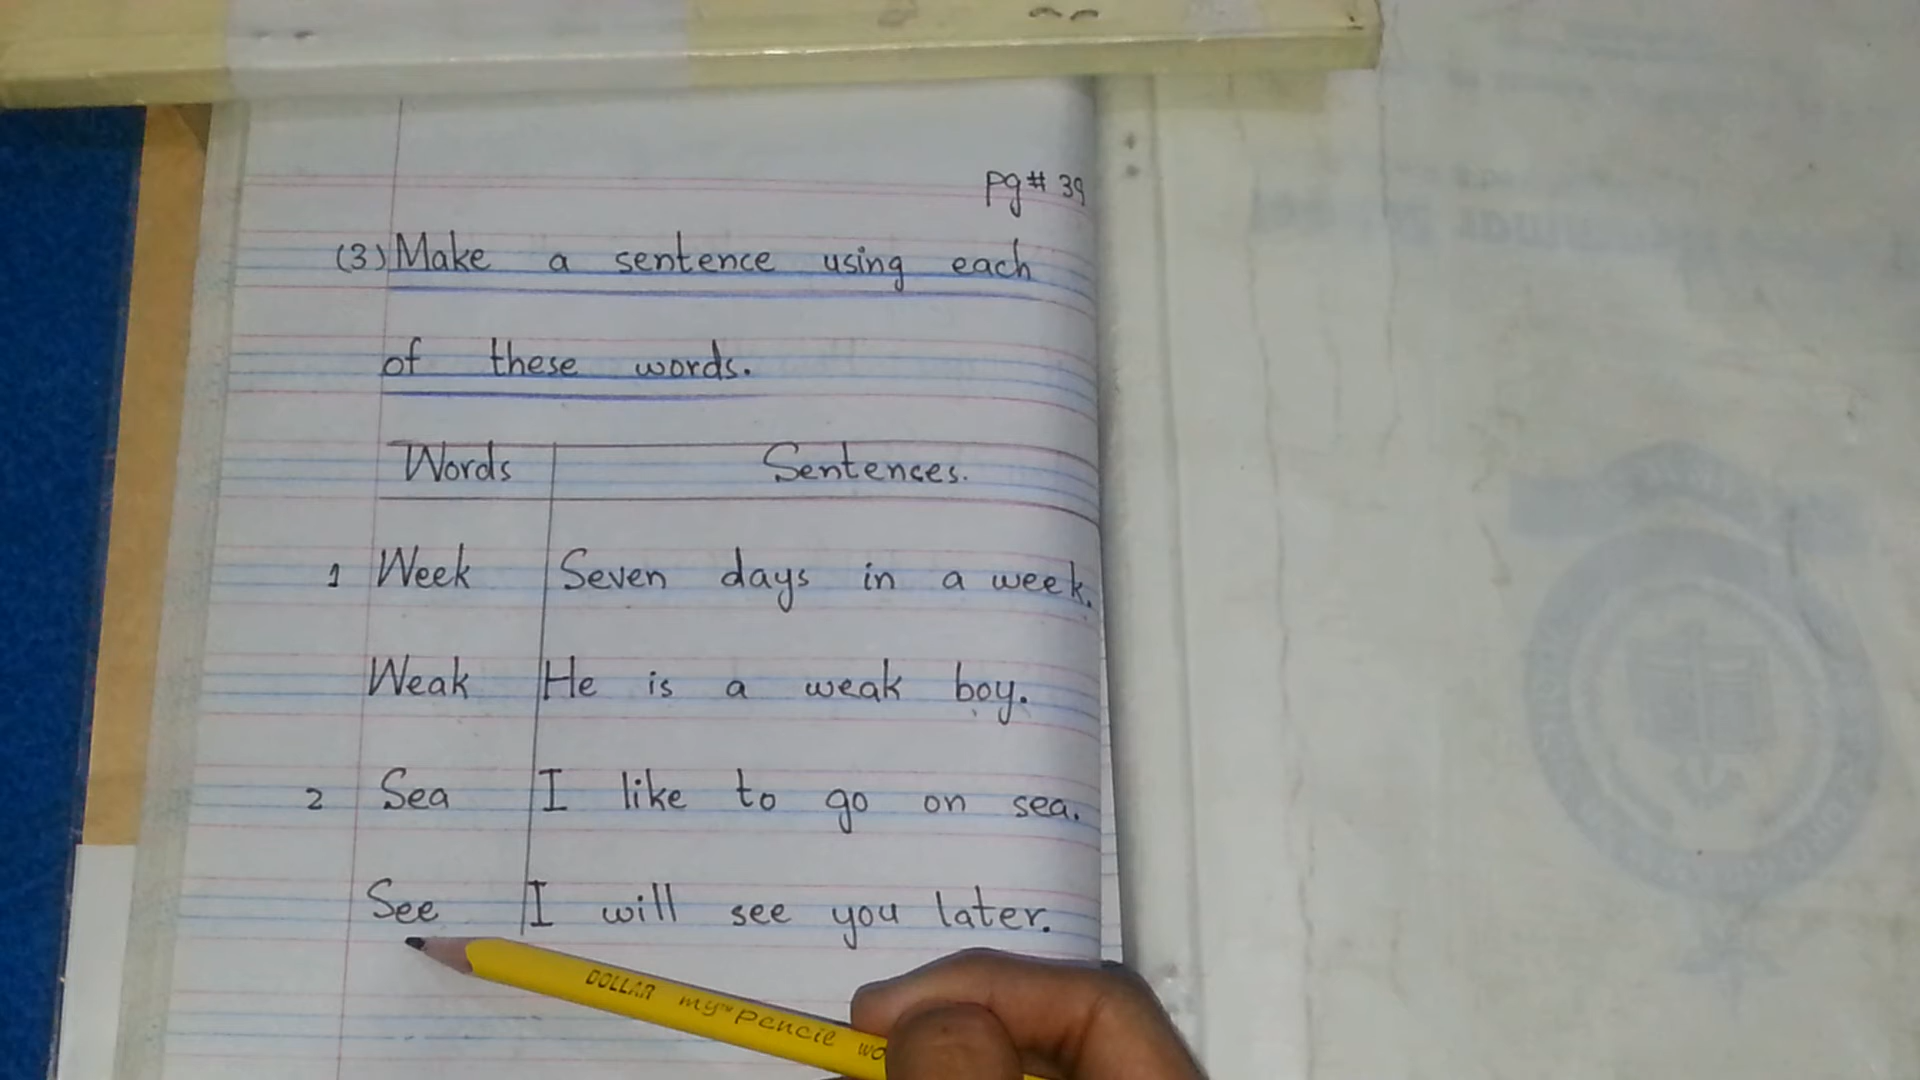 pg# 39
(3) Make a sentence using each
of these words.
Words Sentences.
1 Week Seven days in a week.
Weak He is a weak boy.
2 Sea I like to go on sea.
See I will see you later.
DOLLAR my™ pencil